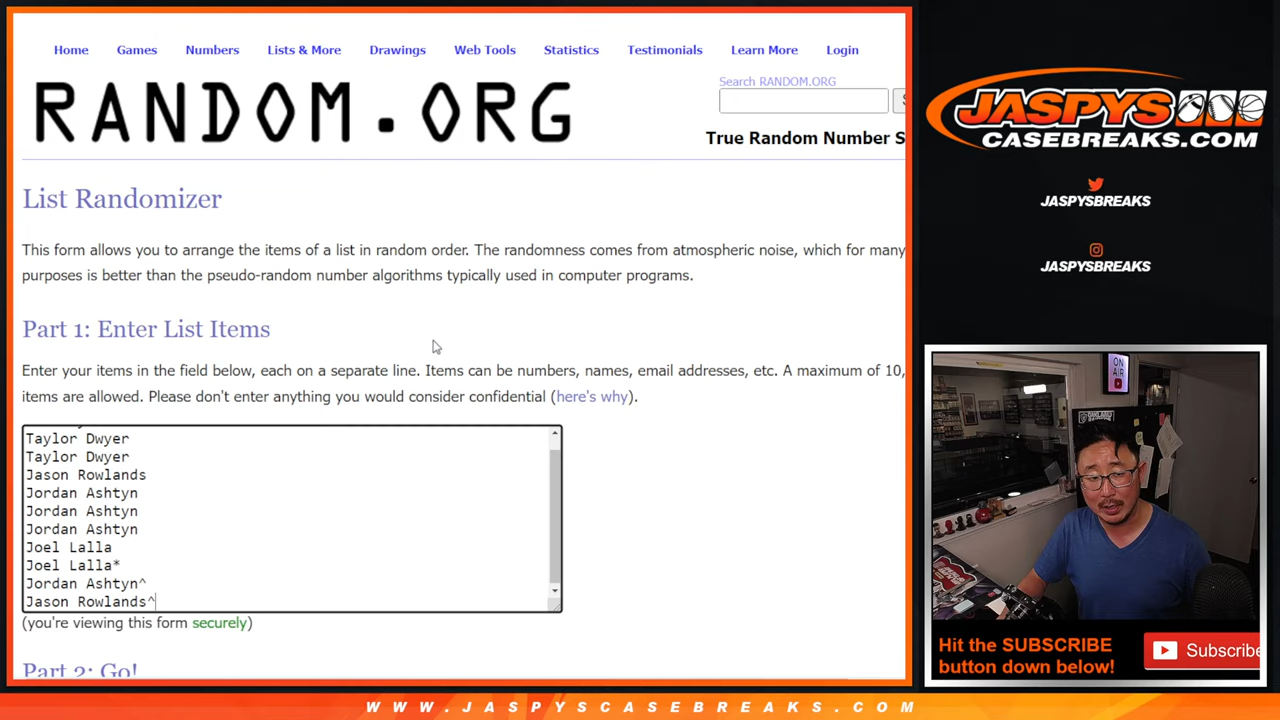 Home Games Numbers Lists & More Drawings Web Tools Statistics Testimonials Learn More Login
RANDOM.ORG
Search RANDOM.ORG
True Random Number S
List Randomizer
This form allows you to arrange the items of a list in random order. The randomness comes from atmospheric noise, which for many
purposes is better than the pseudo-random number algorithms typically used in computer programs.
Part 1: Enter List Items
Enter your items in the field below, each on a separate line. Items can be numbers, names, email addresses, etc. A maximum of 10,
items are allowed. Please don't enter anything you would consider confidential (here's why).
Taylor Dwyer
Taylor Dwyer
Jason Rowlands
Jordan Ashtyn
Jordan Ashtyn
Jordan Ashtyn
Joel Lalla
Joel Lalla*
Jordan Ashtyn^
Jason Rowlands^
(you're viewing this form securely)
Part 2: Go!
JASPYS
CASEBREAKS.COM
JASPYSBREAKS
JASPYSBREAKS
ON
AIR
Hit the SUBSCRIBE
button down below!
Subscribe
WWW.JASPYSCASEBREAKS.COM